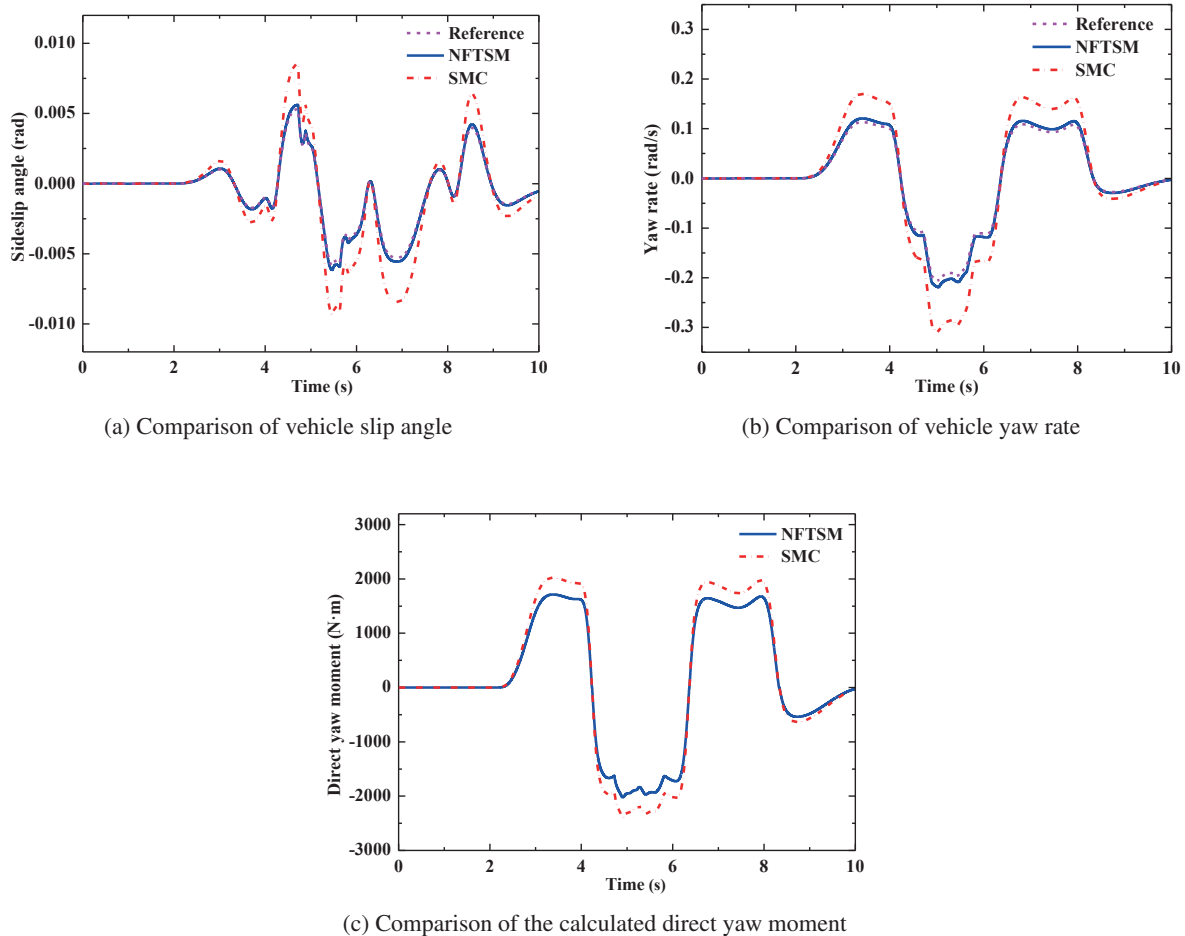 0.010
0.005
0.000
-0.005
-0.010
Sideslip angle (rad)
Reference
NFTSM
SMC
0 2 4 6 8 10
Time (s)
(a) Comparison of vehicle slip angle
0.3
0.2
0.1
0.0
-0.1
-0.2
-0.3
Yaw rate (rad/s)
Reference
NFTSM
SMC
0 2 4 6 8 10
Time (s)
(b) Comparison of vehicle yaw rate
3000
2000
1000
0
-1000
-2000
-3000
Direct yaw moment (N·m)
NFTSM
SMC
0 2 4 6 8 10
Time (s)
(c) Comparison of the calculated direct yaw moment